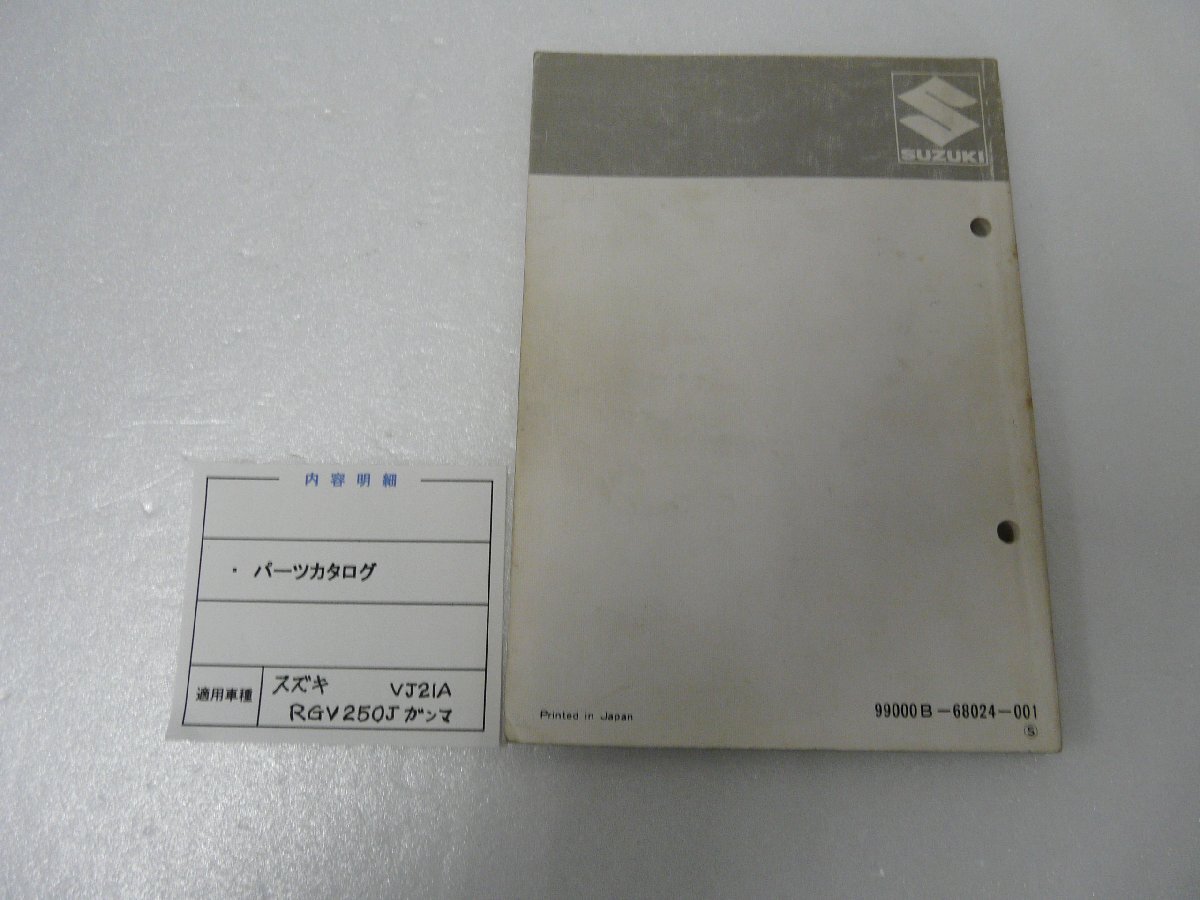 SUZUKI
Printed in Japan
99000B-68024-001
S
内容明細
・ パーツカタログ
適用車種
スズキ VJ21A
RGV250J ガンマ